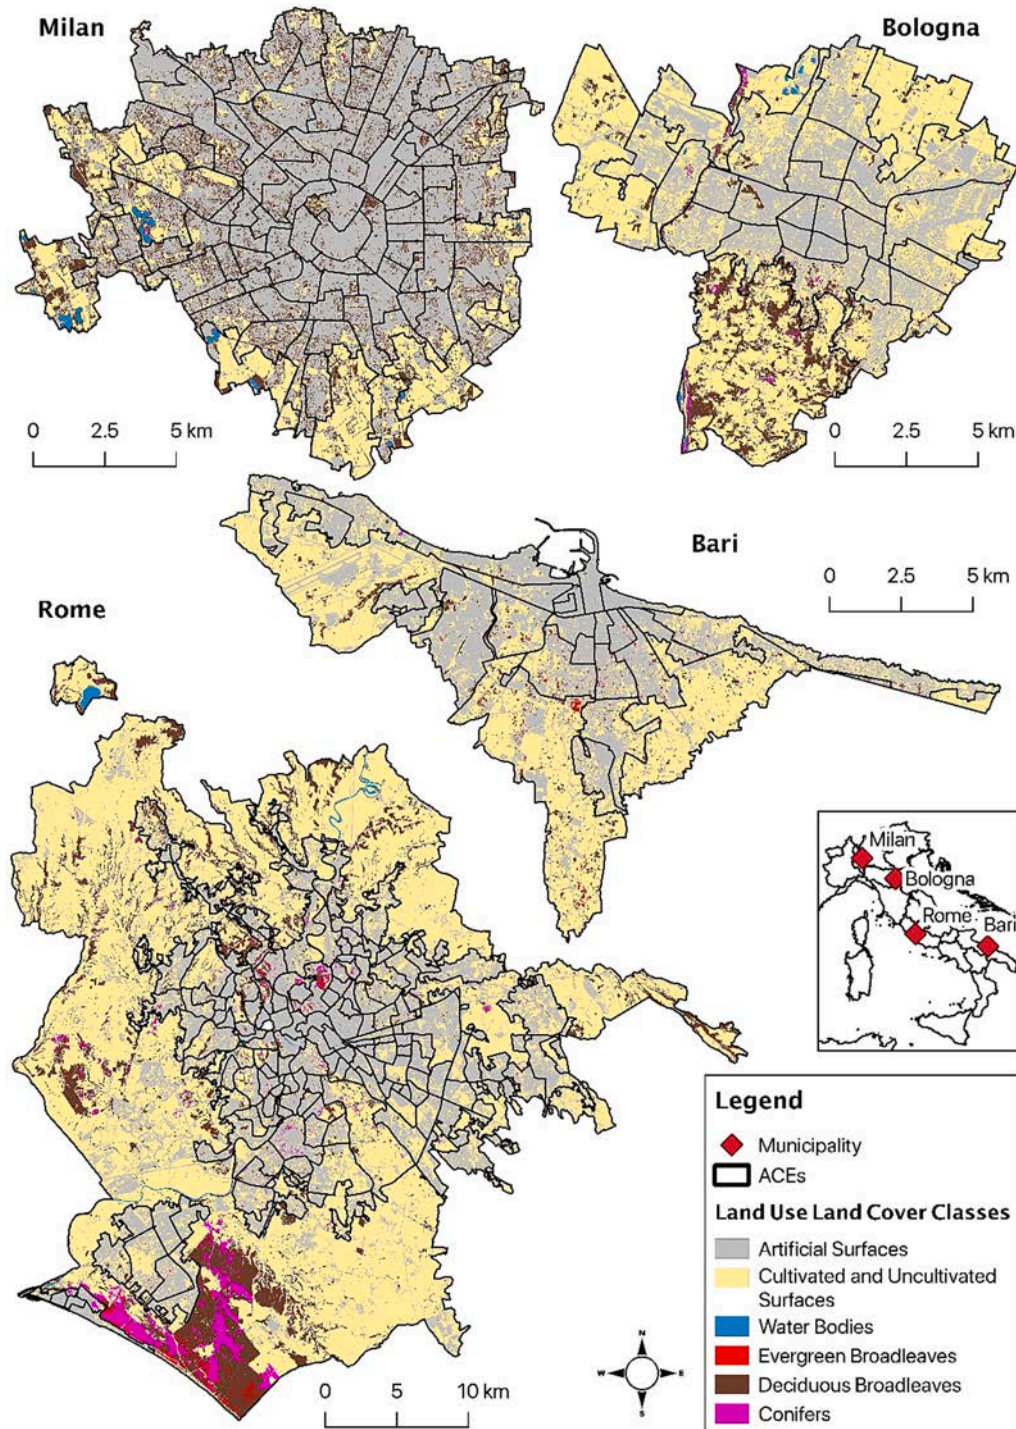 Milan
Bologna
0 2.5 5 km
0 2.5 5 km
Bari
0 2.5 5 km
Rome
Milan
Bologna
Rome
Bari
Legend
Municipality
ACEs
Land Use Land Cover Classes
Artificial Surfaces
Cultivated and Uncultivated
Surfaces
Water Bodies
Evergreen Broadleaves
Deciduous Broadleaves
Conifers
N
W E
S
0 5 10 km